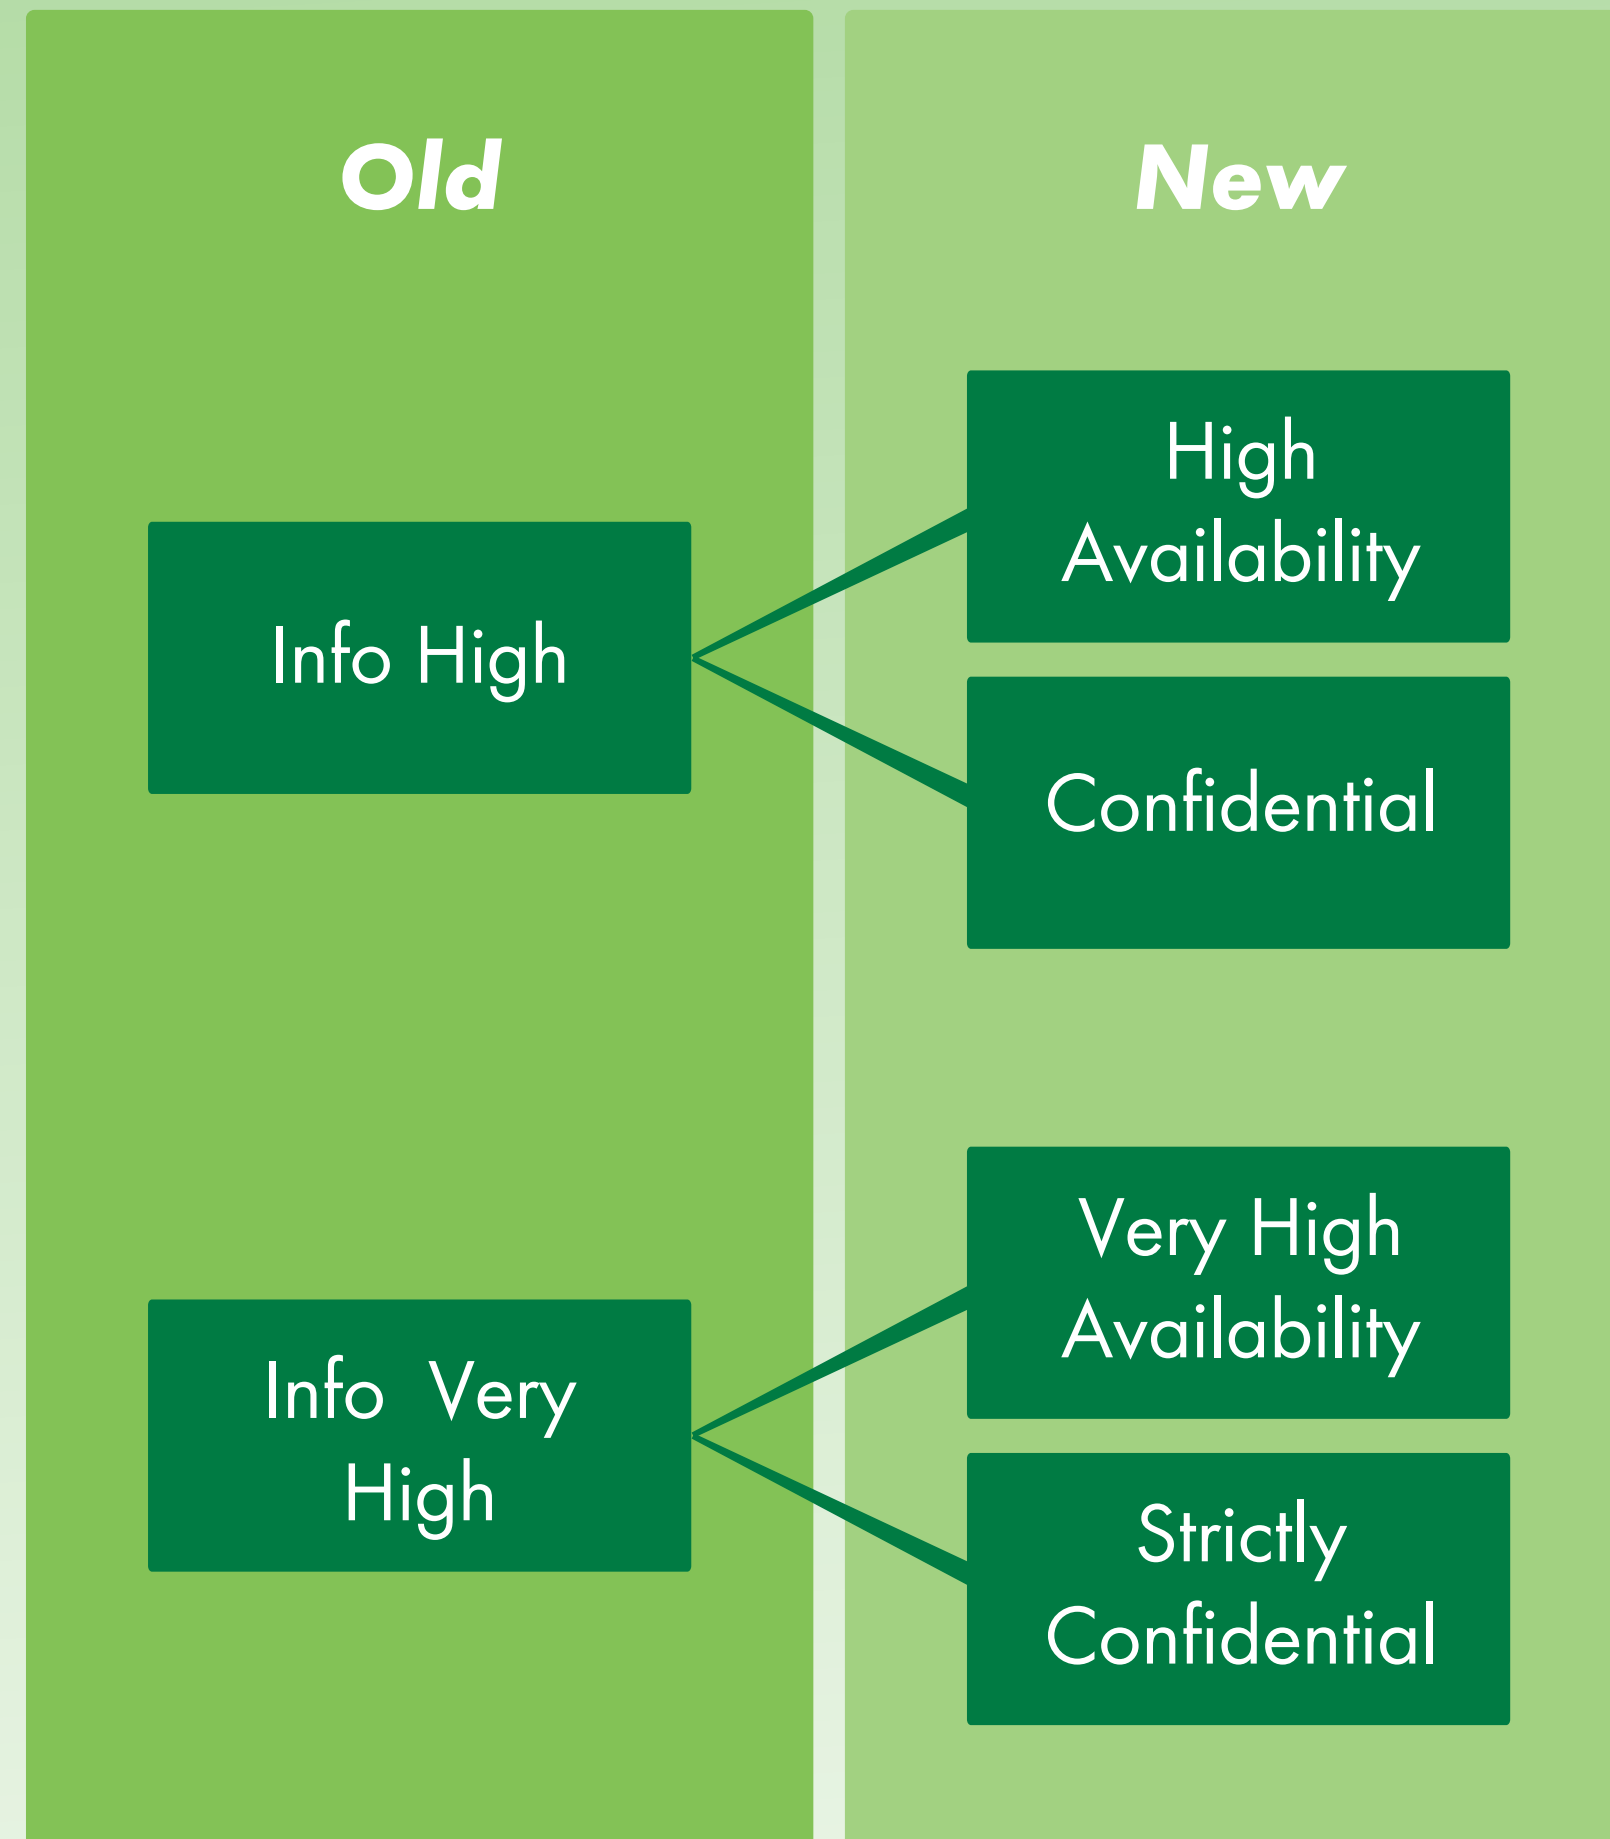 Old
New
Info High
High
Availability
Confidential
Info Very
High
Very High
Availability
Strictly
Confidential